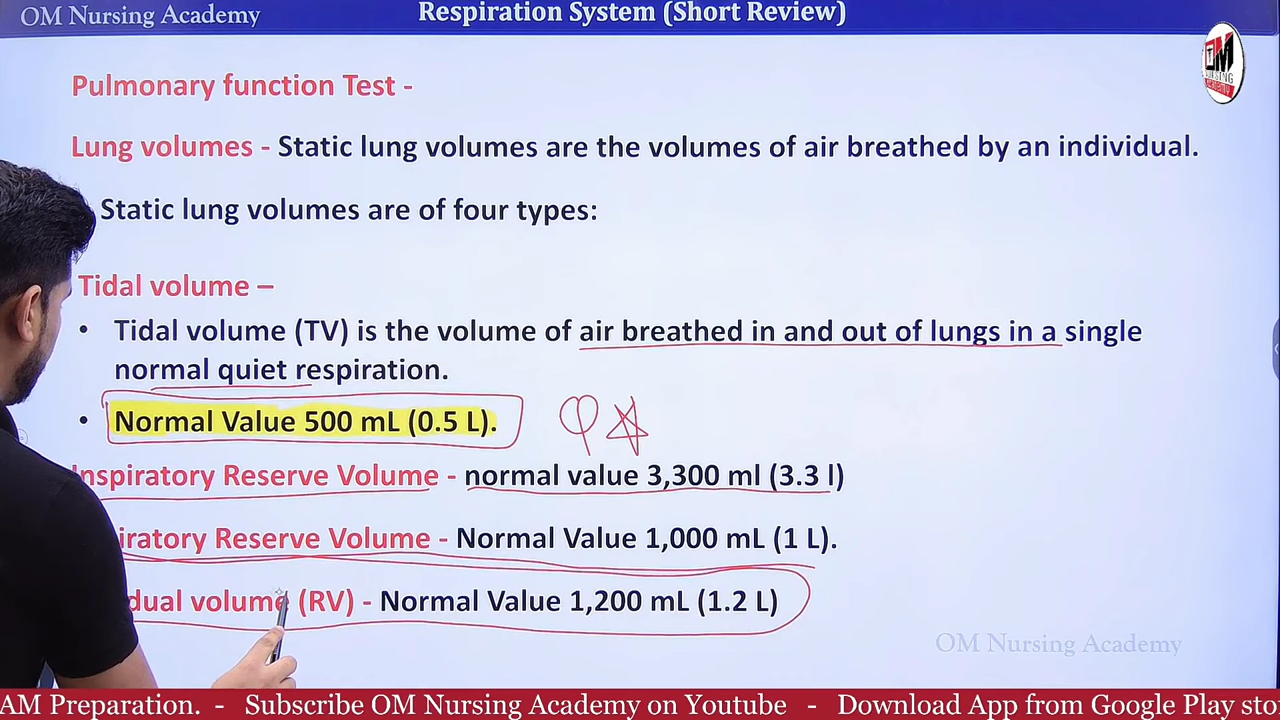 OM Nursing Academy
Respiration System (Short Review)
OM
NURSING
Academy
Pulmonary function Test -
Lung volumes - Static lung volumes are the volumes of air breathed by an individual.
Static lung volumes are of four types:
Tidal volume –
• Tidal volume (TV) is the volume of air breathed in and out of lungs in a single
normal quiet respiration.
• Normal Value 500 mL (0.5 L).
nspiratory Reserve Volume - normal value 3,300 ml (3.3 l)
iratory Reserve Volume - Normal Value 1,000 mL (1 L).
dual volume (RV) - Normal Value 1,200 mL (1.2 L)
OM Nursing Academy
AM Preparation. - Subscribe OM Nursing Academy on Youtube - Download App from Google Play sto